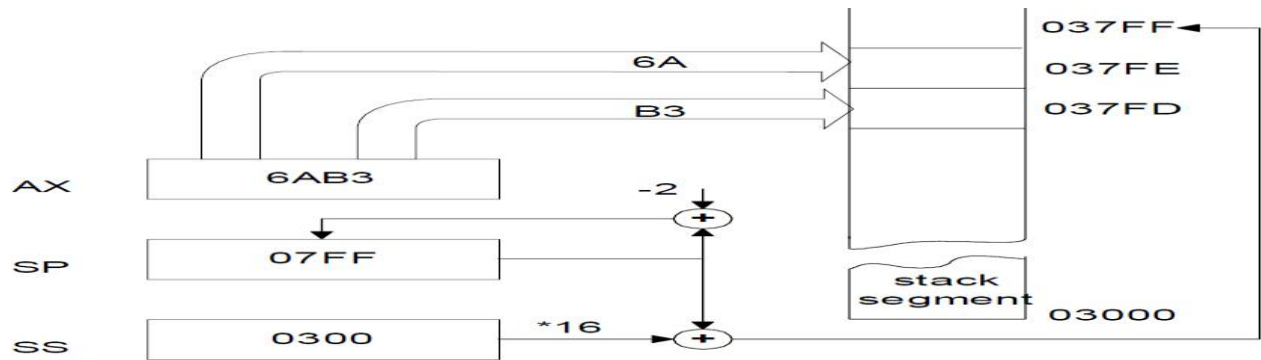 037FF
6A
037FE
B3
037FD
AX
6AB3
-2
+
SP
07FF
stack
segment
03000
SS
0300
*16
+